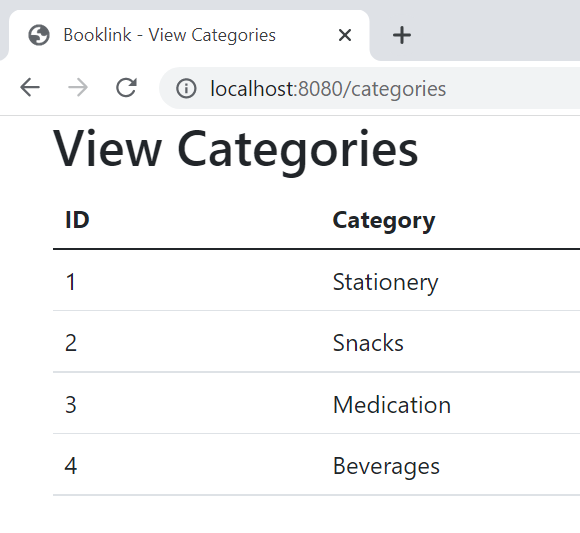 Booklink - View Categories
localhost:8080/categories
View Categories
ID Category
1 Stationery
2 Snacks
3 Medication
4 Beverages